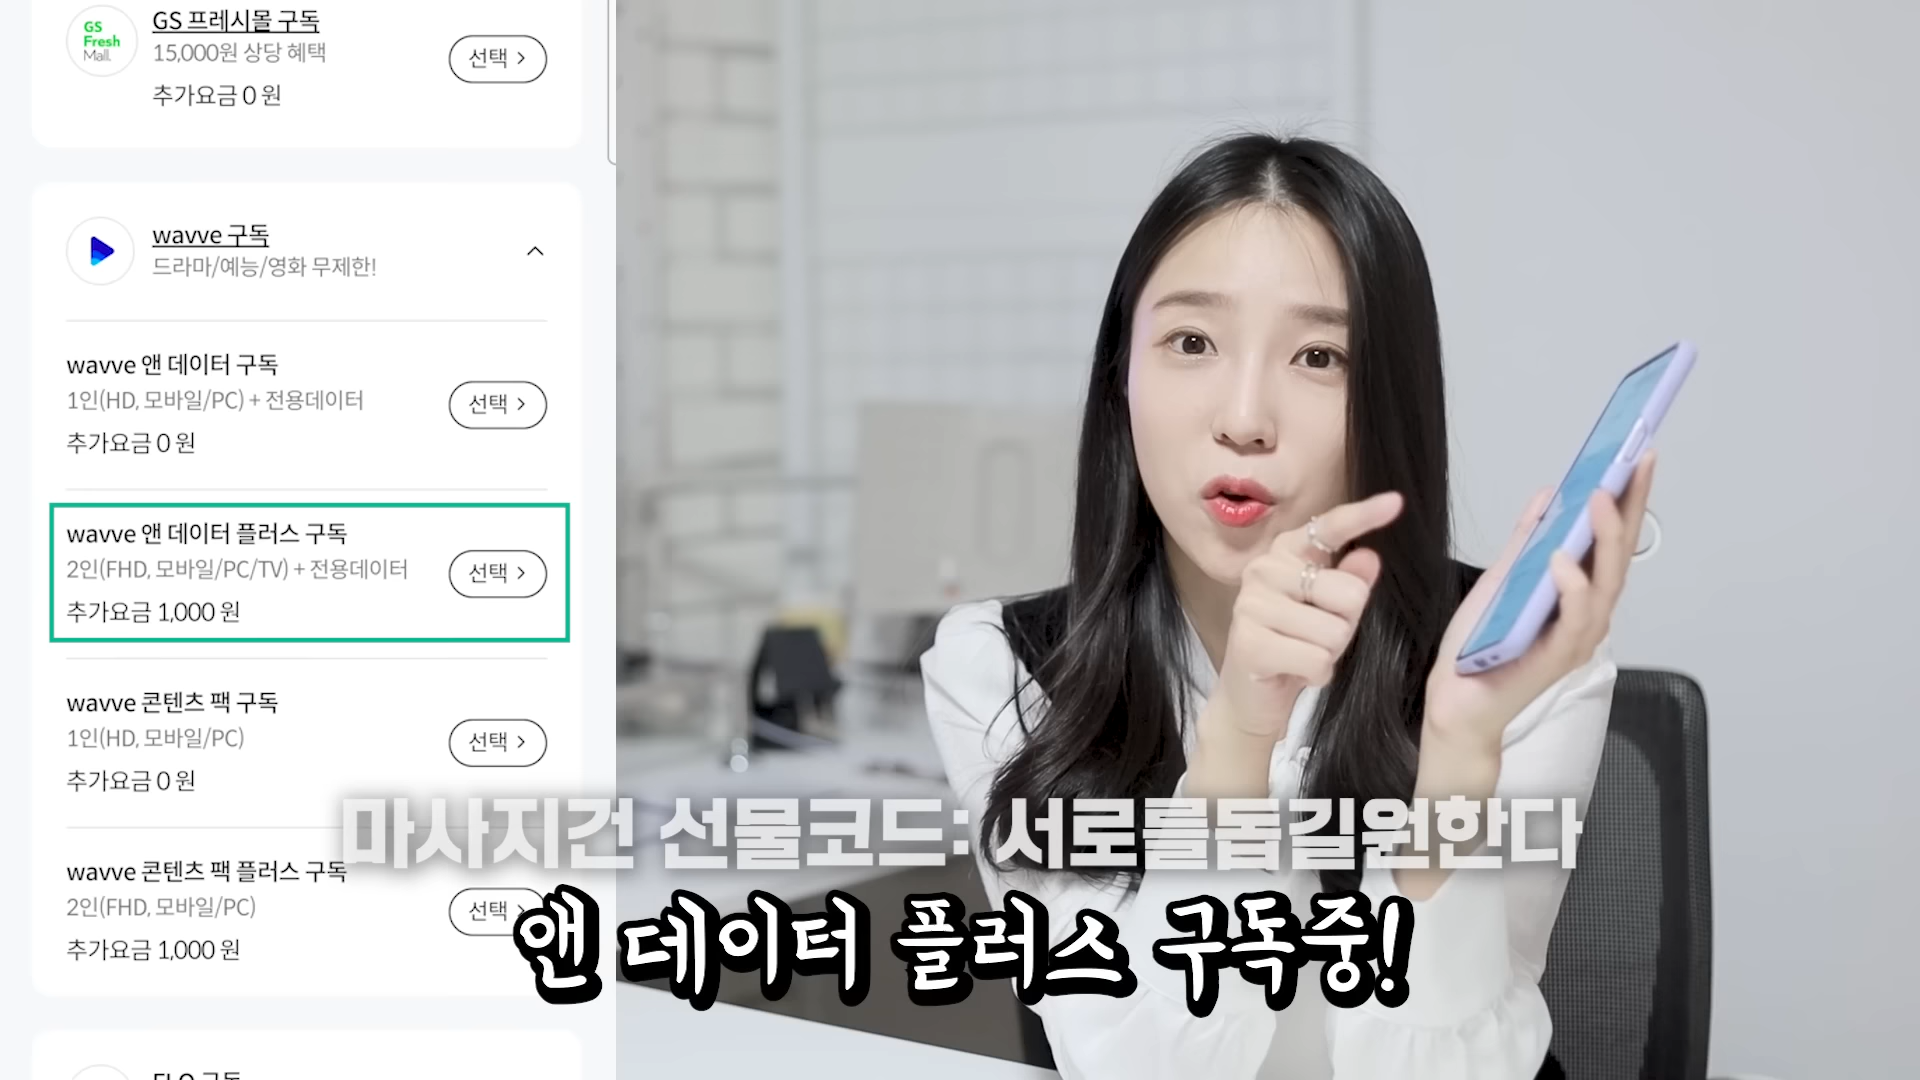 GS
Fresh
Mall.
GS 프레시몰 구독
15,000원 상당 혜택
추가요금 0 원
선택 >
wavve 구독
드라마/예능/영화 무제한!
wavve 앤 데이터 구독
1인(HD, 모바일/PC) + 전용데이터
추가요금 0 원
선택 >
wavve 앤 데이터 플러스 구독
2인(FHD, 모바일/PC/TV) + 전용데이터
추가요금 1,000 원
선택 >
wavve 콘텐츠 팩 구독
1인(HD, 모바일/PC)
추가요금 0 원
선택 >
마사지건 선물코드: 서로를돕길원한다
wavve 콘텐츠 팩 플러스 구독
2인(FHD, 모바일/PC)
추가요금 1,000 원
선택 >
앤 데이터 플러스 구독중!
FLO 구독